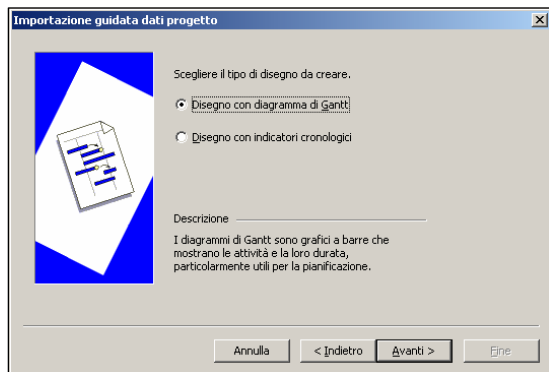 Importazione guidata dati progetto
Scegliere il tipo di disegno da creare.
Disegno con diagramma di Gantt
Disegno con indicatori cronologici
Descrizione
I diagrammi di Gantt sono grafici a barre che
mostrano le attività e la loro durata,
particolarmente utili per la pianificazione.
Annulla
< Indietro
Avanti >
Fine